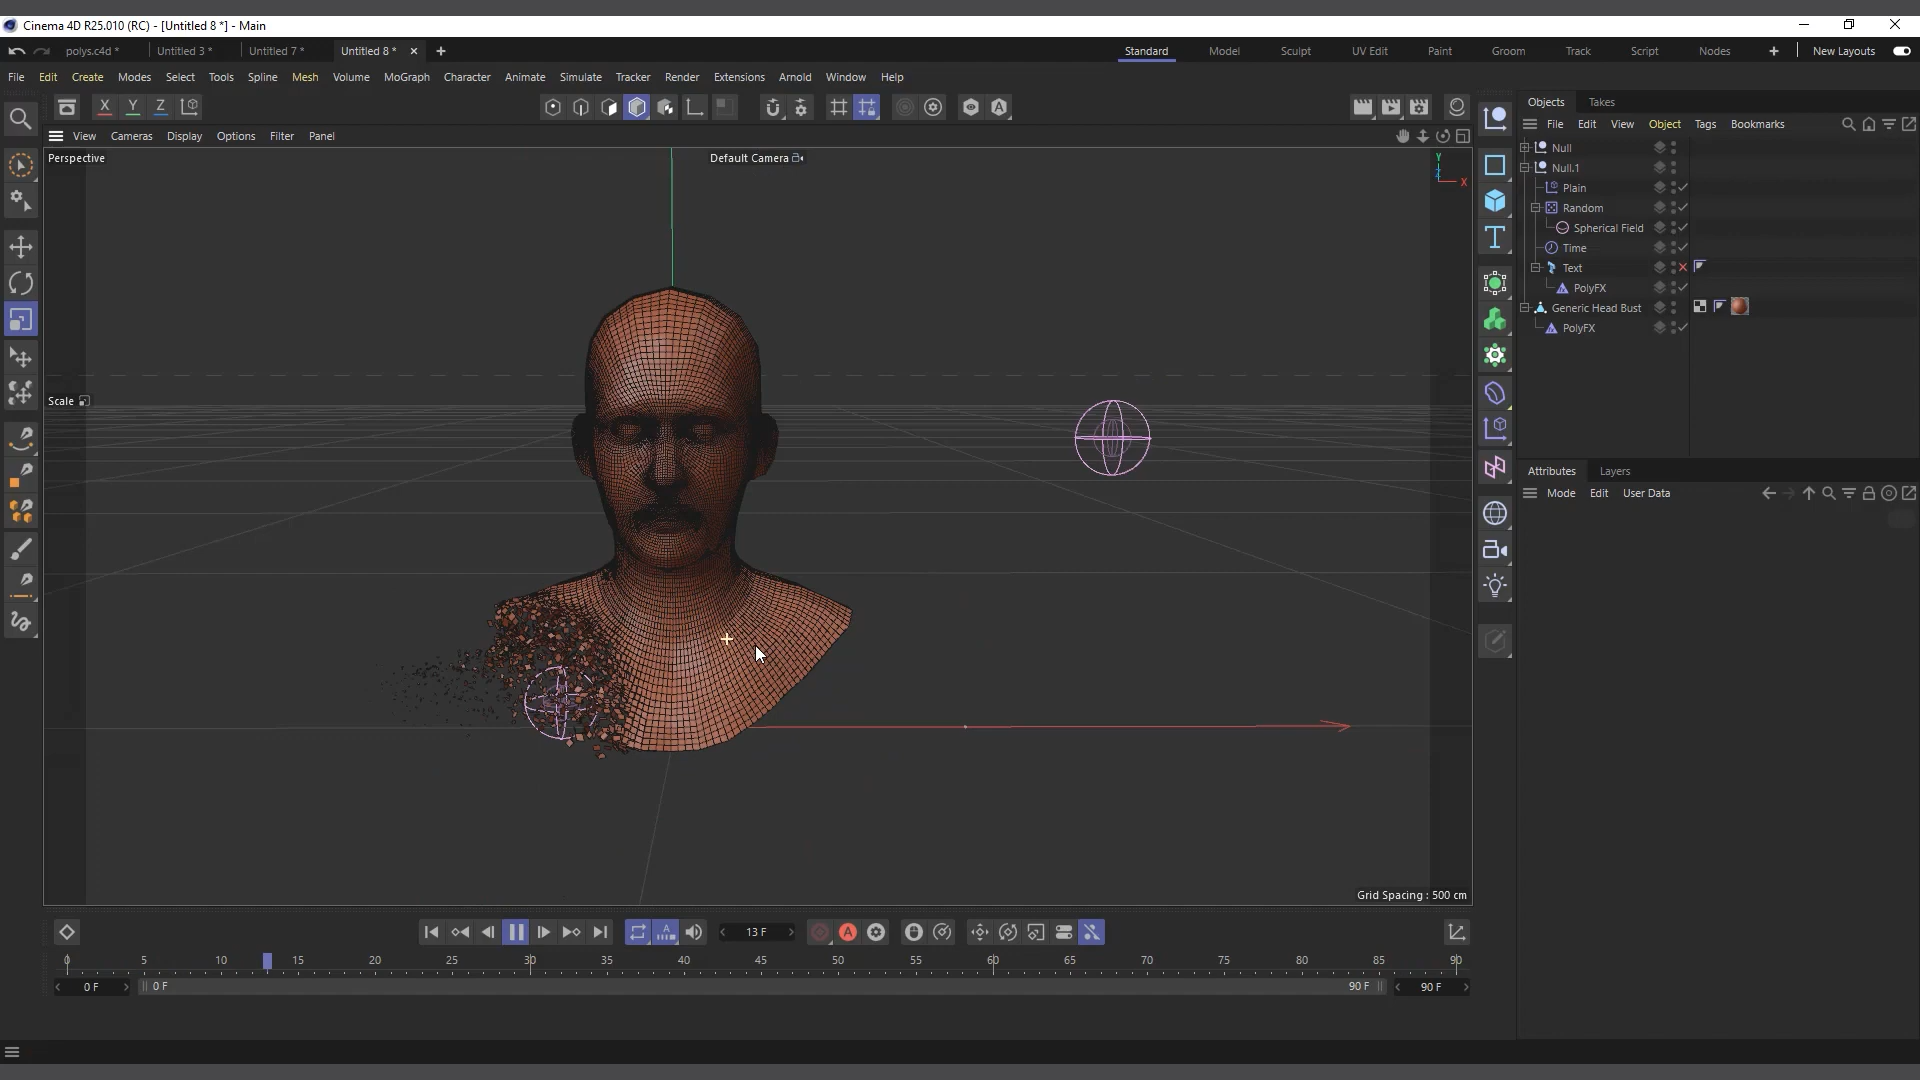 Cinema 4D R25.010 (RC) - [Untitled 8 *] - Main
polys.c4d * Untitled 3 * Untitled 7 * Untitled 8 * Standard Model Sculpt UV Edit Paint Groom Track Script Nodes New Layouts
File Edit Create Modes Select Tools Spline Mesh Volume MoGraph Character Animate Simulate Tracker Render Extensions Arnold Window Help
X Y Z
Objects Takes
File Edit View Object Tags Bookmarks
View Cameras Display Options Filter Panel
Perspective Default Camera
Y
Z
X
Null
Null.1
Plain
Random
Spherical Field
Time
Text
PolyFX
Generic Head Bust
PolyFX
Scale
Attributes Layers
Mode Edit User Data
Grid Spacing : 500 cm
13 F
0 5 10 15 20 25 30 35 40 45 50 55 60 65 70 75 80 85 90
0 F 0 F 90 F 90 F